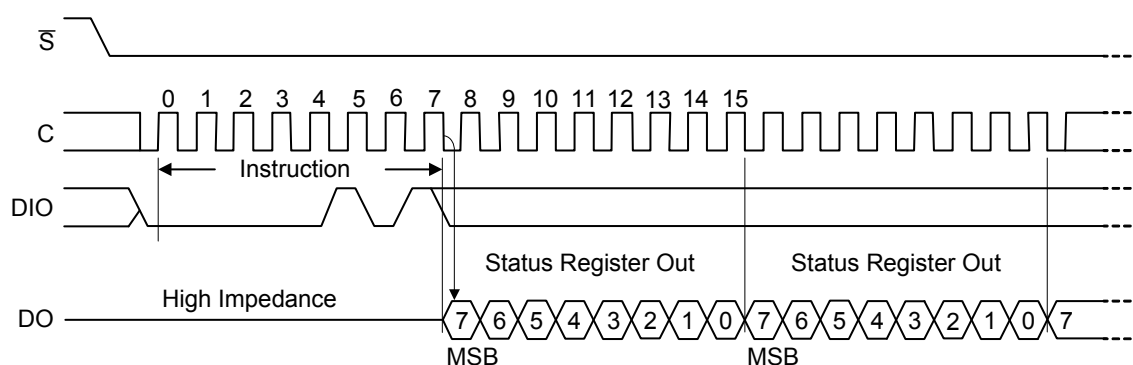 S̅
0 1 2 3 4 5 6 7 8 9 10 11 12 13 14 15
C
Instruction
DIO
Status Register Out Status Register Out
High Impedance
DO 7 6 5 4 3 2 1 0 7 6 5 4 3 2 1 0 7
MSB MSB